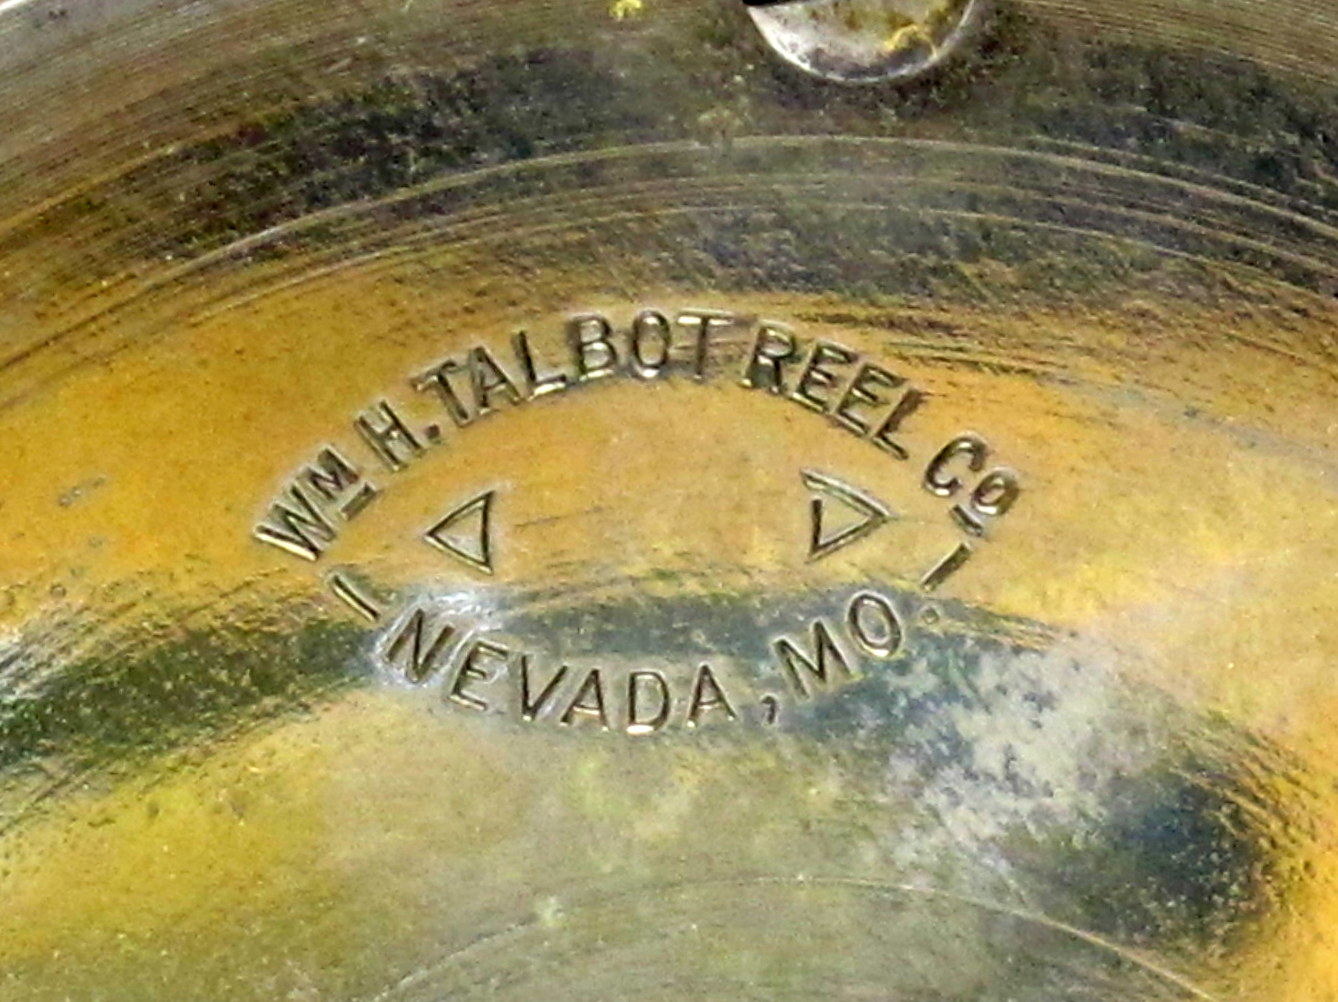 Wm H. TALBOT REEL Co
NEVADA, MO.